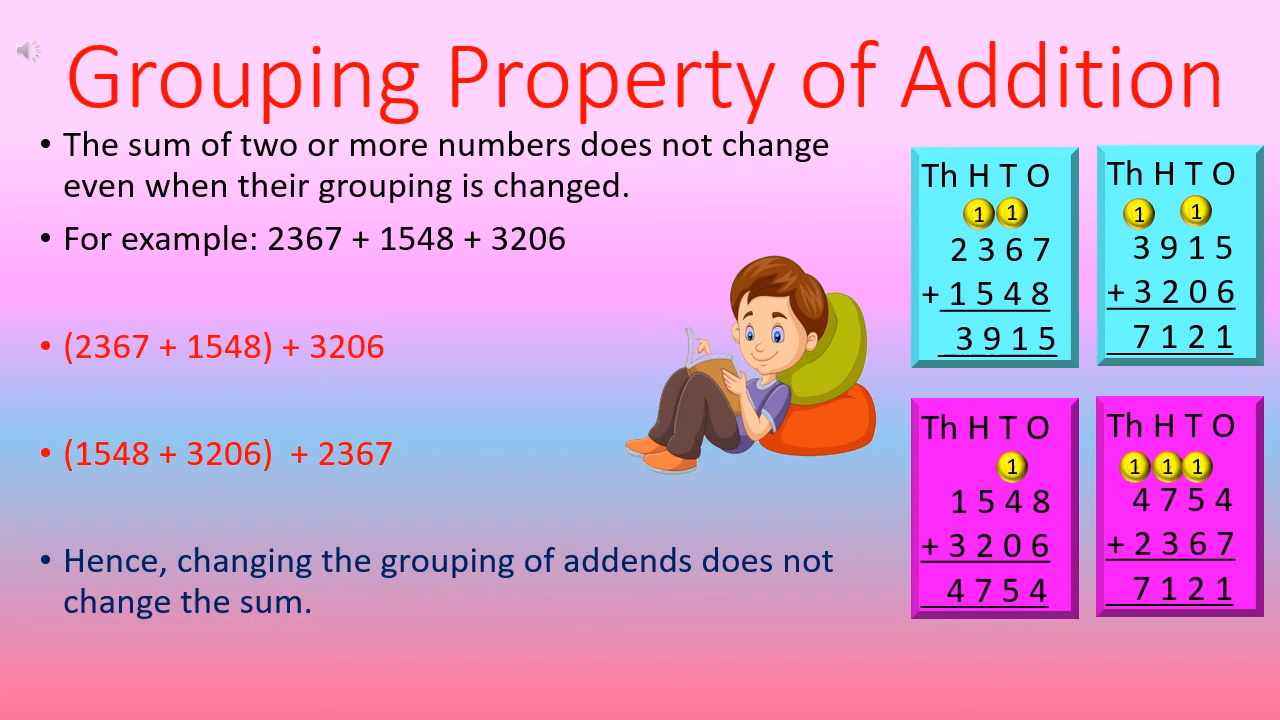 Grouping Property of Addition
• The sum of two or more numbers does not change
even when their grouping is changed.
• For example: 2367 + 1548 + 3206
• (2367 + 1548) + 3206
• (1548 + 3206)  + 2367
• Hence, changing the grouping of addends does not
change the sum.
Th H T O
1 1
2 3 6 7
+ 1 5 4 8
3 9 1 5
Th H T O
1 1
3 9 1 5
+ 3 2 0 6
7 1 2 1
Th H T O
1
1 5 4 8
+ 3 2 0 6
4 7 5 4
Th H T O
1 1 1
4 7 5 4
+ 2 3 6 7
7 1 2 1